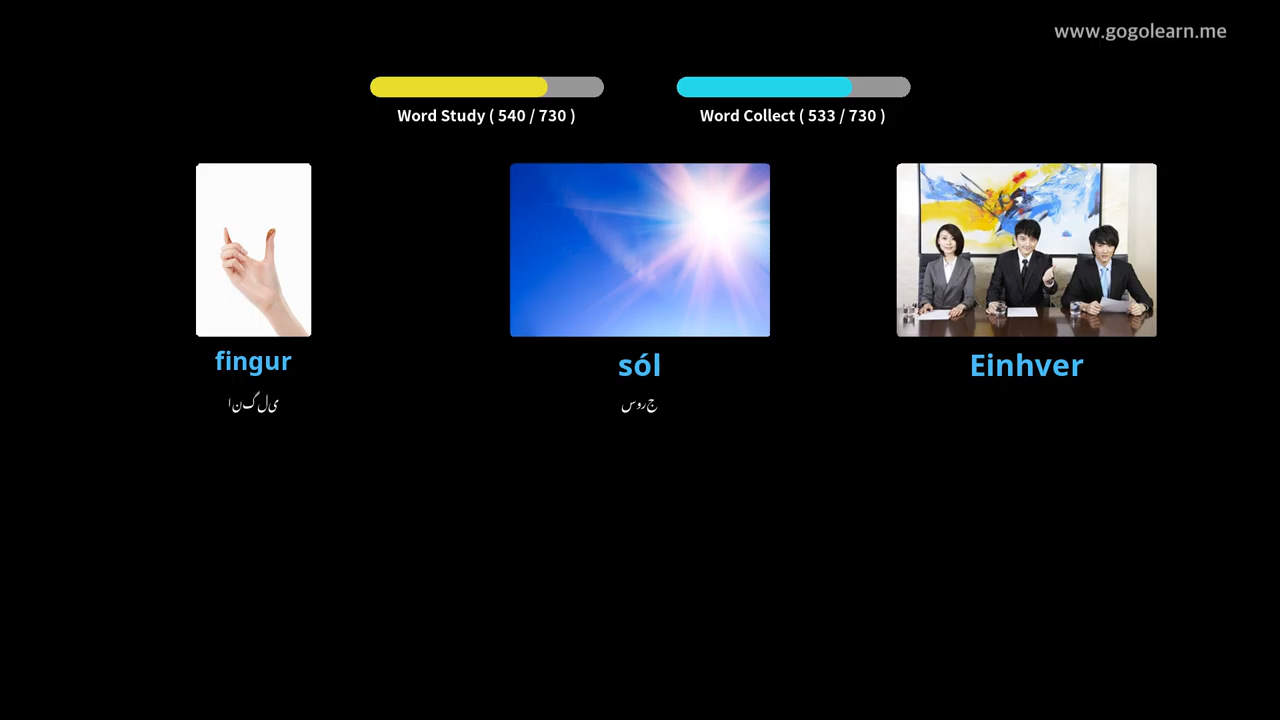 www.gogolearn.me
Word Study ( 540 / 730 )
Word Collect ( 533 / 730 )
fingur
sól
Einhver
انگلی
سورج